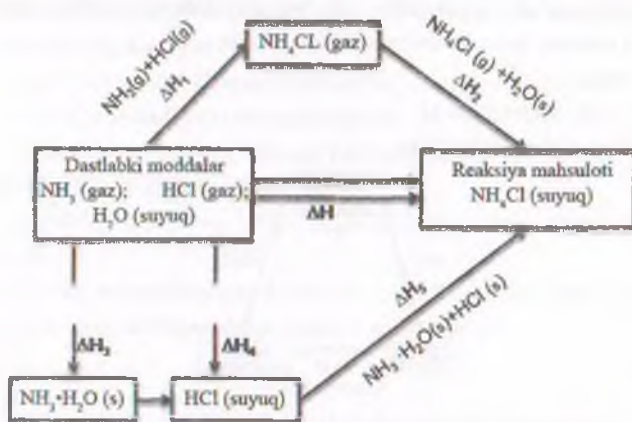 NH₄CL (gaz)
NH₃(g)+HCl(g)
ΔH₁
NH₄Cl (g) +H₂O(s)
ΔH₂
Dastlabki moddalar
NH₃ (gaz); HCl (gaz);
H₂O (suyuq)
ΔH
Reaksiya mahsuloti
NH₄Cl (suyuq)
ΔH₃
ΔH₄
ΔH₅
NH₃ ·H₂O(s)+HCl (s)
NH₃•H₂O (s)
HCl (suyuq)